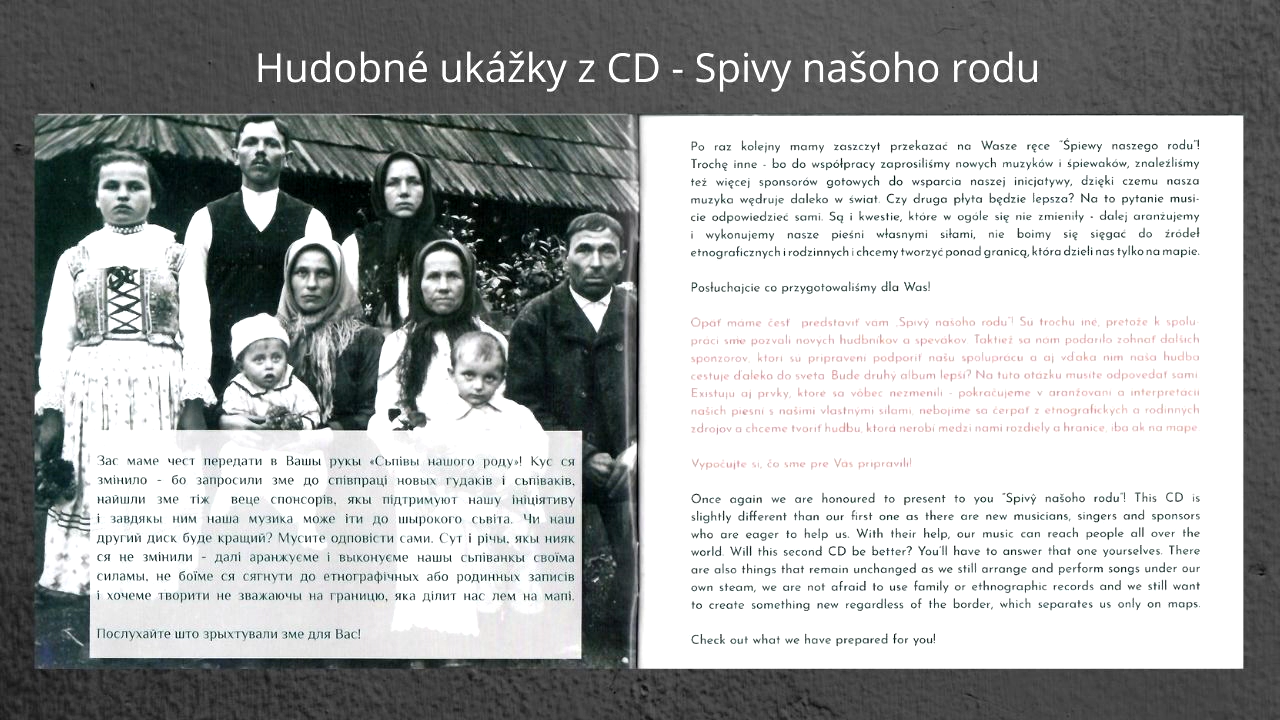 Hudobné ukážky z CD - Spivy našoho rodu
Зас маме чест передати в Вашы рукы «Сьпівы нашого роду»! Кус ся
змінило - бо запросили зме до співпраці новых гудаків і сьпіваків,
найшли зме тіж веце спонсорів, якы підтримуют нашу ініціятиву
і завдякы ним наша музика може іти до шырокого сьвіта. Чи наш
другий диск буде кращий? Мусите одповісти сами. Сут і річы, якы нияк
ся не змінили - далі аранжуєме і выконуєме нашы сьпіванкы своїма
силамы, не боїме ся сягнути до етноґрафічных або родинных записів
і хочеме творити не зважаючы на границю, яка ділит нас лем на мапі.
Послухайте што зрыхтували зме для Вас!
Po raz kolejny mamy zaszczyt przekazać na Wasze ręce “Śpiewy naszego rodu”!
Trochę inne - bo do współpracy zaprosiliśmy nowych muzyków i śpiewaków, znaleźliśmy
też więcej sponsorów gotowych do wsparcia naszej inicjatywy, dzięki czemu nasza
muzyka wędruje daleko w świat. Czy druga płyta będzie lepsza? Na to pytanie musi-
cie odpowiedzieć sami. Są i kwestie, które w ogóle się nie zmieniły - dalej aranżujemy
i wykonujemy nasze pieśni własnymi siłami, nie boimy się sięgać do źródeł
etnograficznych i rodzinnych i chcemy tworzyć ponad granicą, która dzieli nas tylko na mapie.
Posłuchajcie co przygotowaliśmy dla Was!
Opäť máme česť predstaviť vám „Spivý našoho rodu”! Sú trochu iné, pretože k spolu-
práci sme pozvali nových hudbníkov a spevákov. Taktiež sa nám podarilo zohnať ďalších
sponzorov, ktorí sú pripravení podporiť našu spoluprácu a aj vďaka nim naša hudba
cestuje ďaleko do sveta. Bude druhý album lepší? Na túto otázku musíte odpovedať sami.
Existujú aj prvky, ktoré sa vôbec nezmenili - pokračujeme v aranžovaní a interpretácii
našich piesní s našimi vlastnými silami, nebojíme sa čerpať z etnografických a rodinných
zdrojov a chceme tvoriť hudbu, ktorá nerobí medzi nami rozdiely a hranice, iba ak na mape.
Vypočujte si, čo sme pre Vás pripravili!
Once again we are honoured to present to you “Spivý našoho rodu”! This CD is
slightly different than our first one as there are new musicians, singers and sponsors
who are eager to help us. With their help, our music can reach people all over the
world. Will this second CD be better? You'll have to answer that one yourselves. There
are also things that remain unchanged as we still arrange and perform songs under our
own steam, we are not afraid to use family or ethnographic records and we still want
to create something new regardless of the border, which separates us only on maps.
Check out what we have prepared for you!